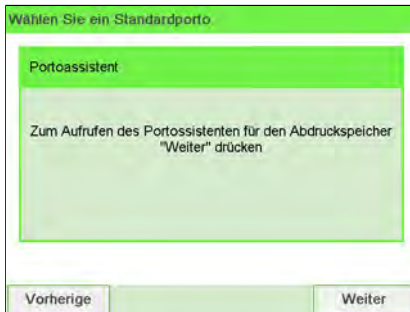 Wählen Sie ein Standardporto
Portoassistent
Zum Aufrufen des Portossistenten für den Abdruckspeicher
"Weiter" drücken
Vorherige
Weiter